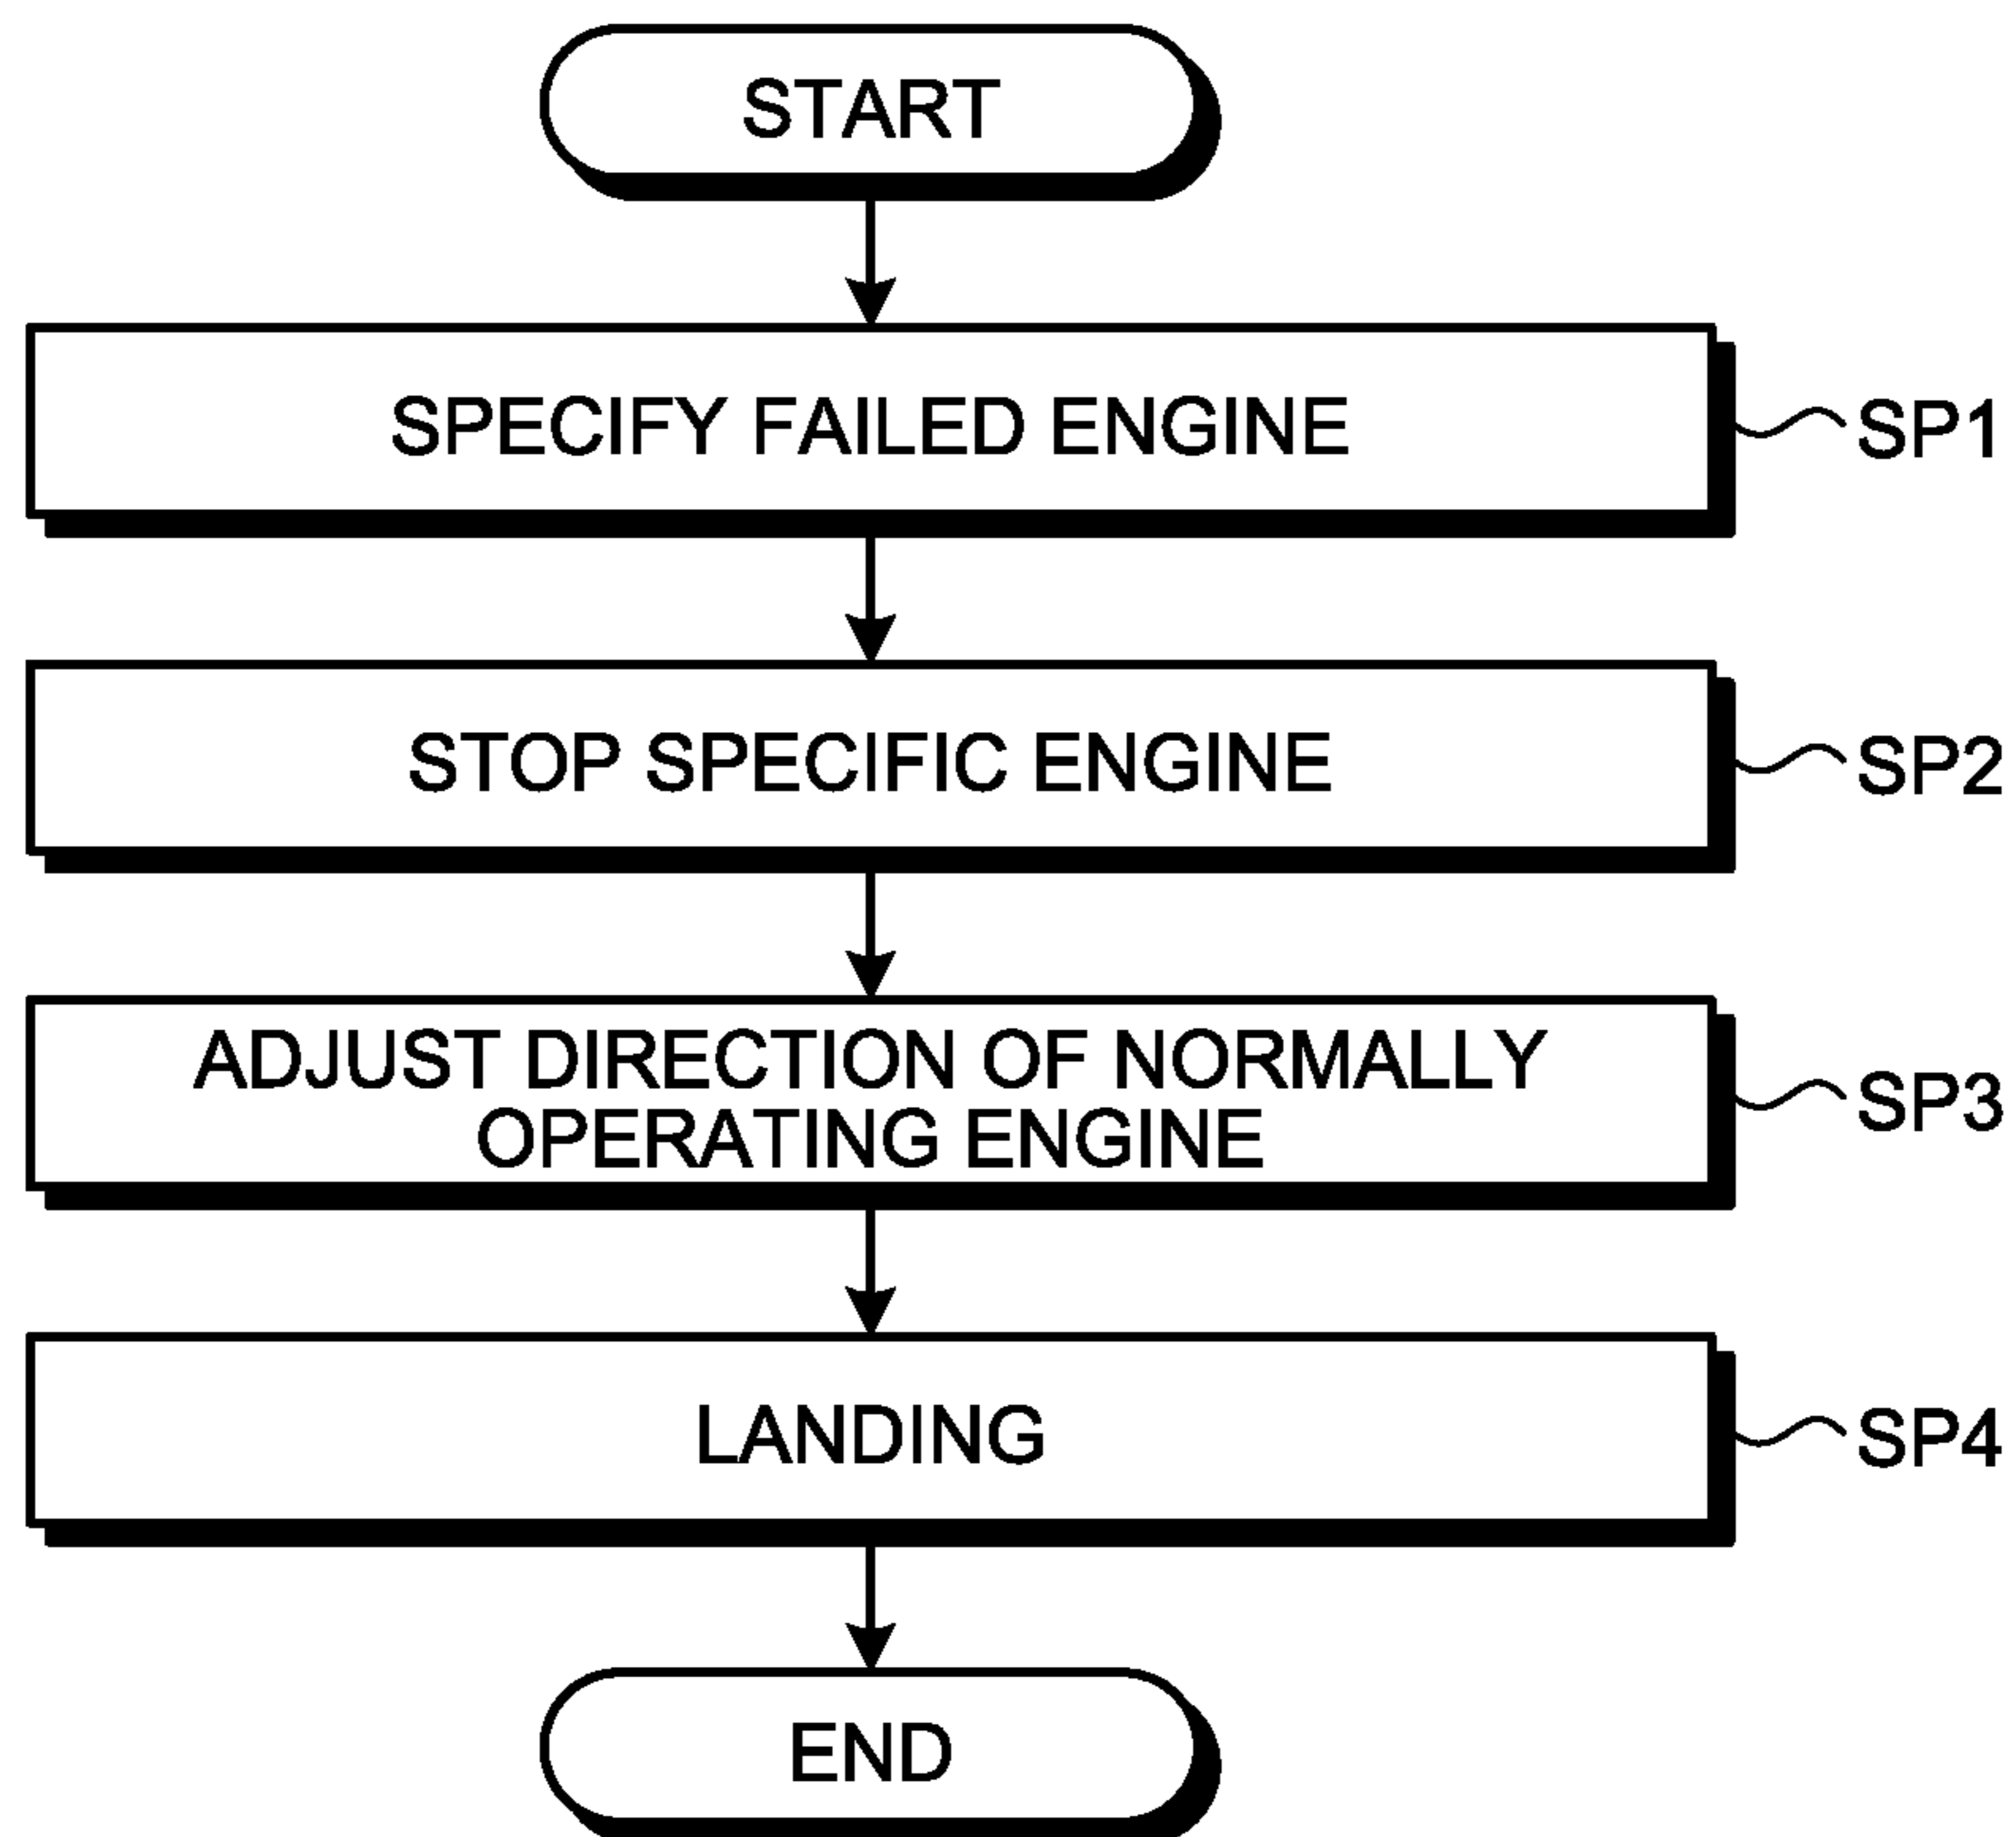 START
SPECIFY FAILED ENGINE
SP1
STOP SPECIFIC ENGINE
SP2
ADJUST DIRECTION OF NORMALLY
OPERATING ENGINE
SP3
LANDING
SP4
END